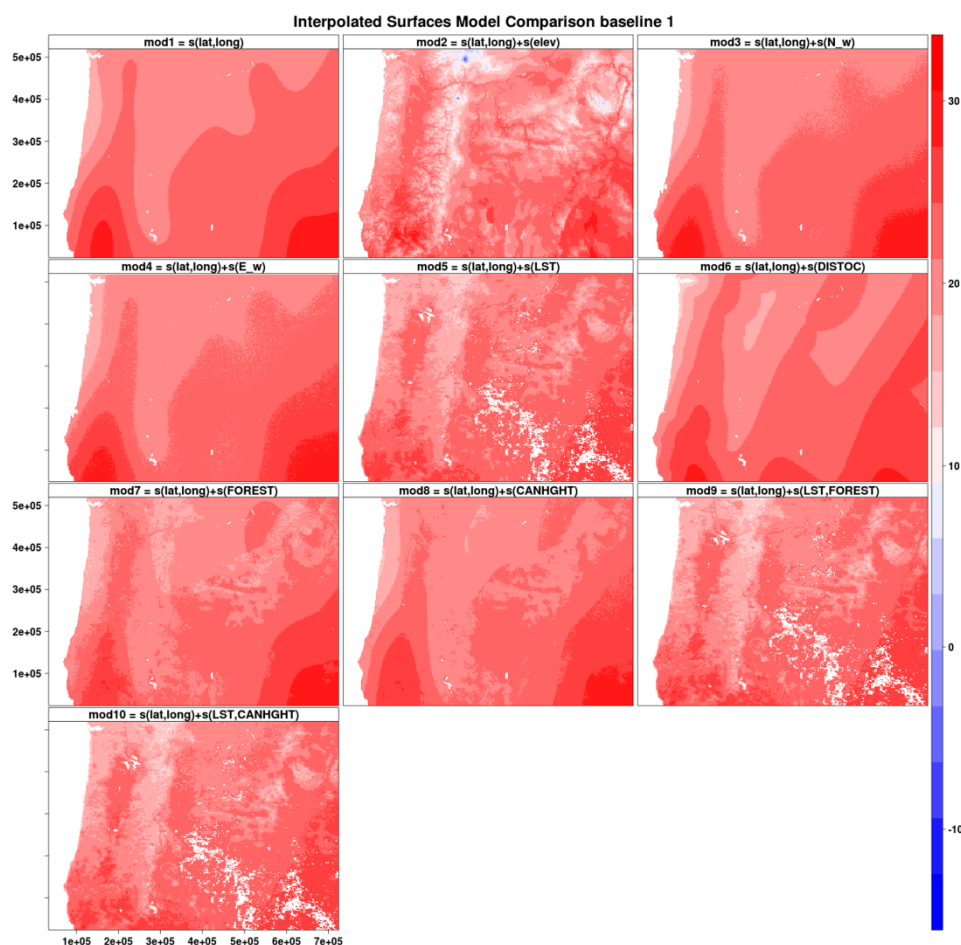 Interpolated Surfaces Model Comparison baseline 1
mod1 = s(lat,long)
mod2 = s(lat,long)+s(elev)
mod3 = s(lat,long)+s(N_w)
5e+05
4e+05
3e+05
2e+05
1e+05
30
20
10
0
-10
mod4 = s(lat,long)+s(E_w)
mod5 = s(lat,long)+s(LST)
mod6 = s(lat,long)+s(DISTOC)
mod7 = s(lat,long)+s(FOREST)
mod8 = s(lat,long)+s(CANHGHT)
mod9 = s(lat,long)+s(LST,FOREST)
5e+05
4e+05
3e+05
2e+05
1e+05
mod10 = s(lat,long)+s(LST,CANHGHT)
1e+05 2e+05 3e+05 4e+05 5e+05 6e+05 7e+05